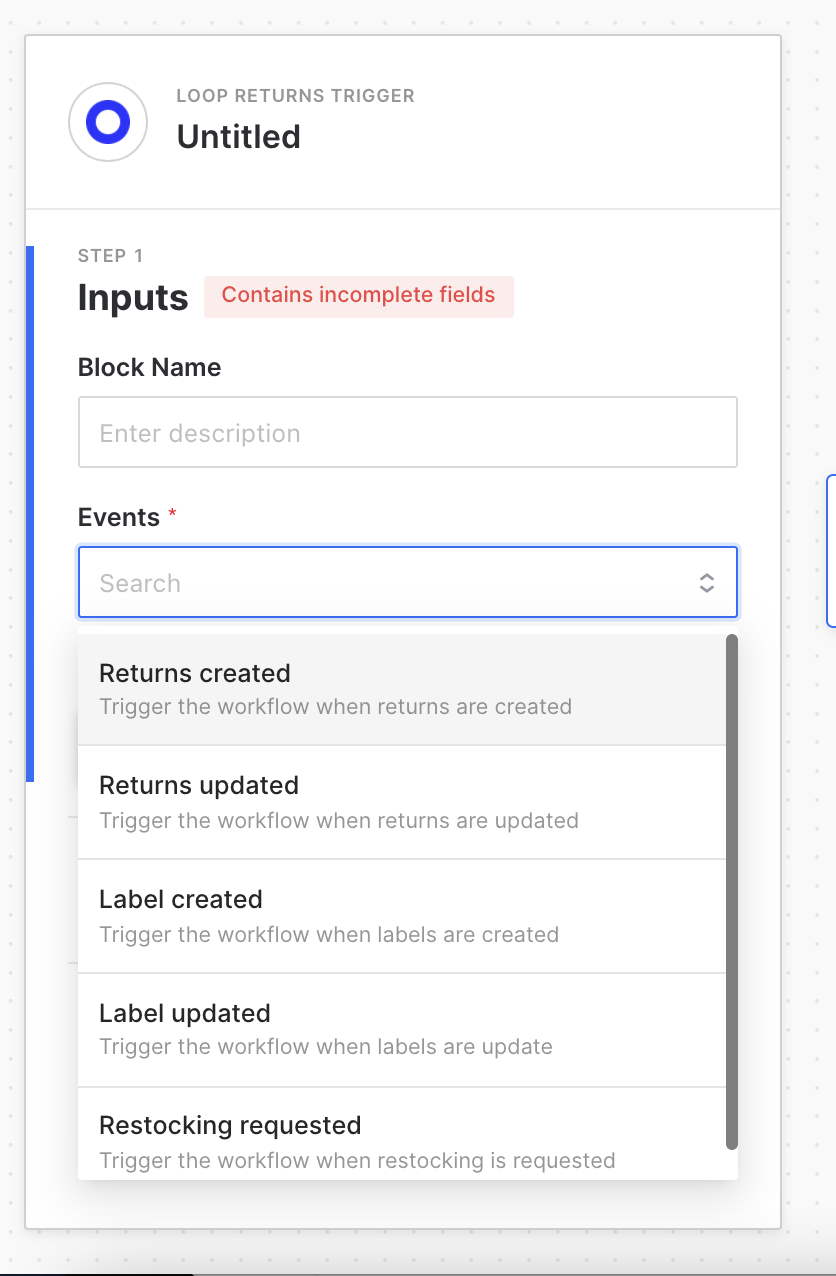 LOOP RETURNS TRIGGER
Untitled
STEP 1
Inputs
Contains incomplete fields
Block Name
Enter description
Events *
Search
Returns created
Trigger the workflow when returns are created
Returns updated
Trigger the workflow when returns are updated
Label created
Trigger the workflow when labels are created
Label updated
Trigger the workflow when labels are update
Restocking requested
Trigger the workflow when restocking is requested